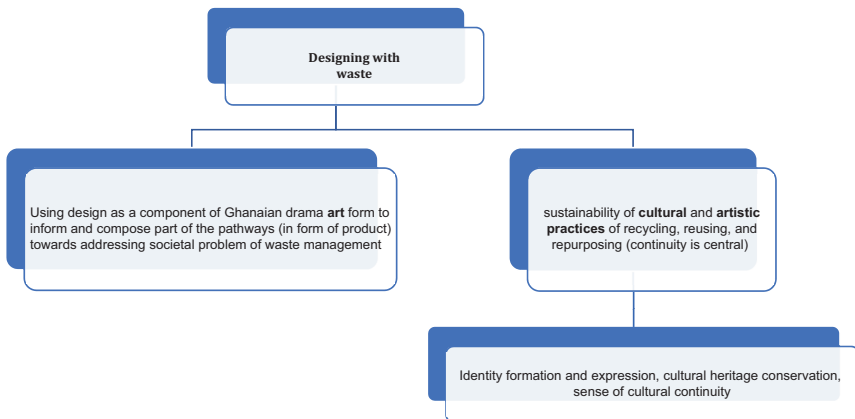 Designing with
waste
Using design as a component of Ghanaian drama art form to
inform and compose part of the pathways (in form of product)
towards addressing societal problem of waste management
sustainability of cultural and artistic
practices of recycling, reusing, and
repurposing (continuity is central)
Identity formation and expression, cultural heritage conservation,
sense of cultural continuity